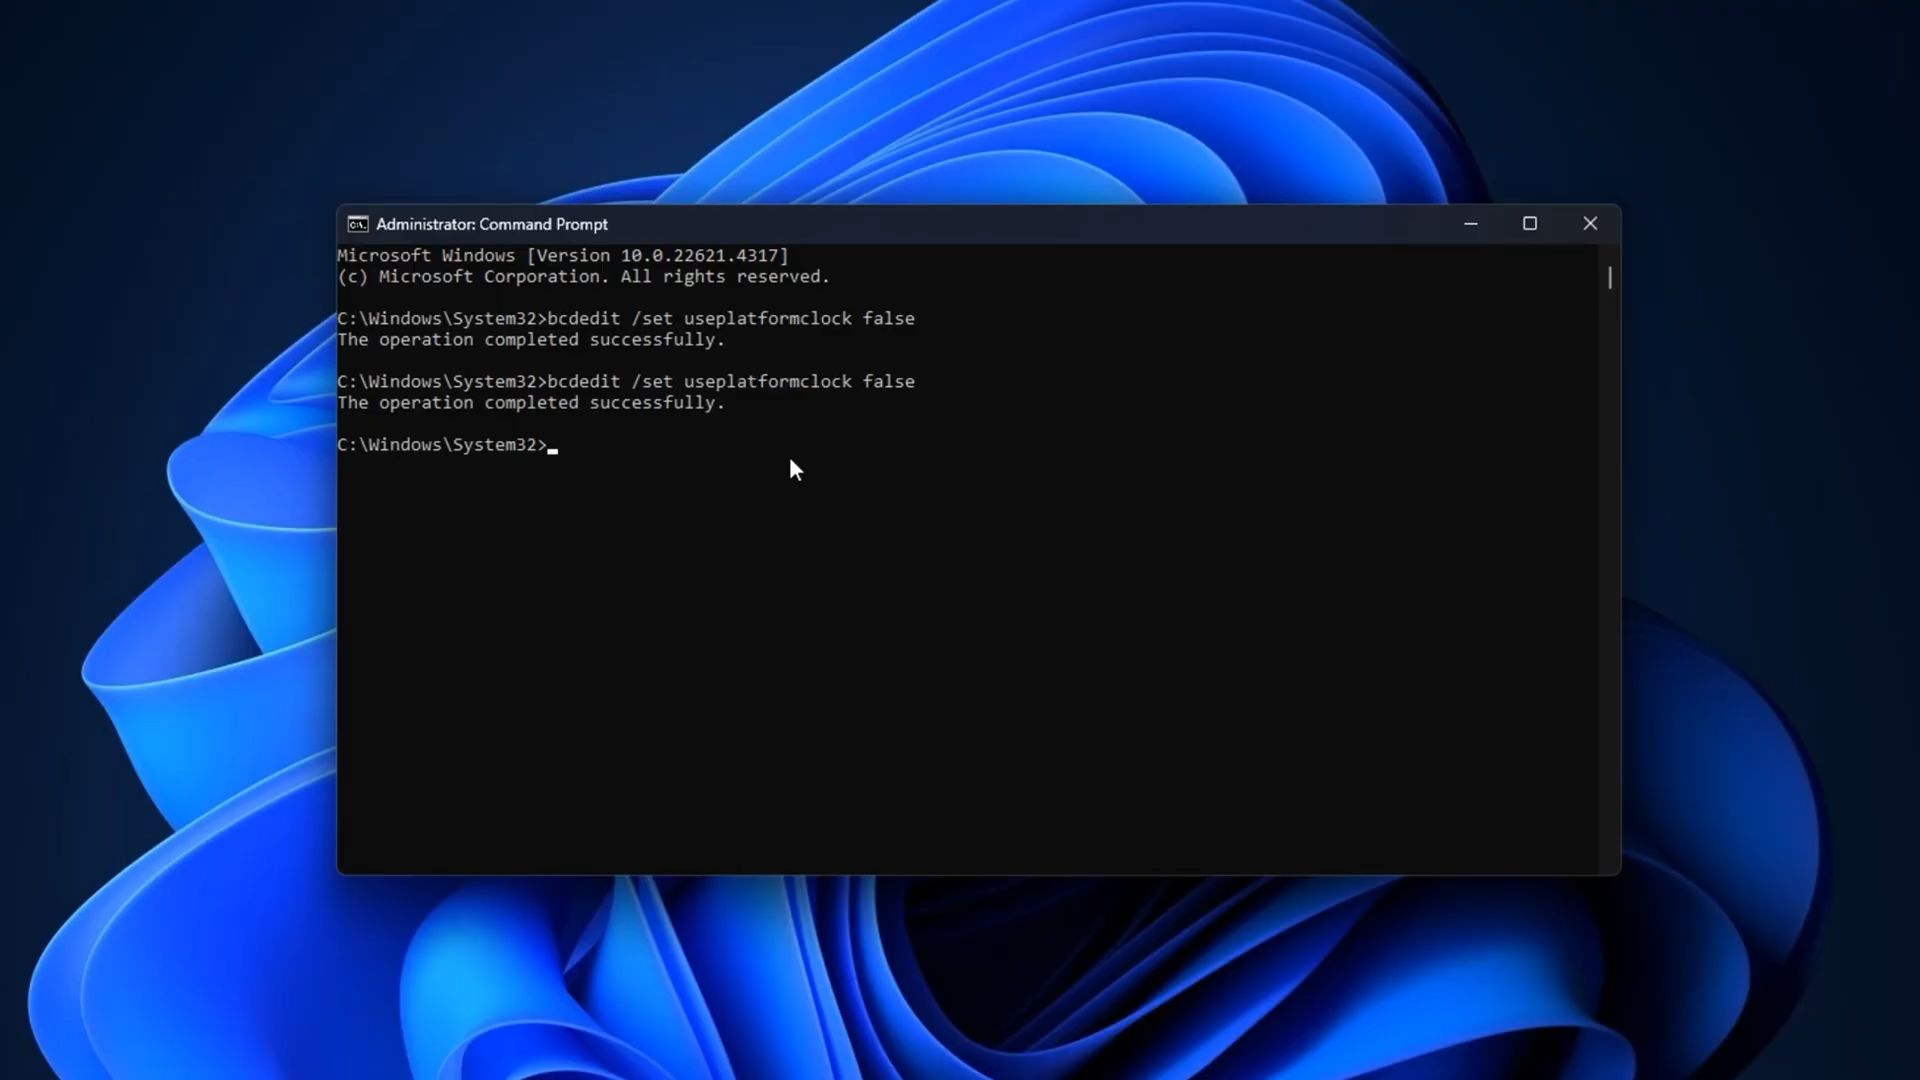 Administrator: Command Prompt
Microsoft Windows [Version 10.0.22621.4317]
(c) Microsoft Corporation. All rights reserved.
C:\Windows\System32>bcdedit /set useplatformclock false
The operation completed successfully.
C:\Windows\System32>bcdedit /set useplatformclock false
The operation completed successfully.
C:\Windows\System32>